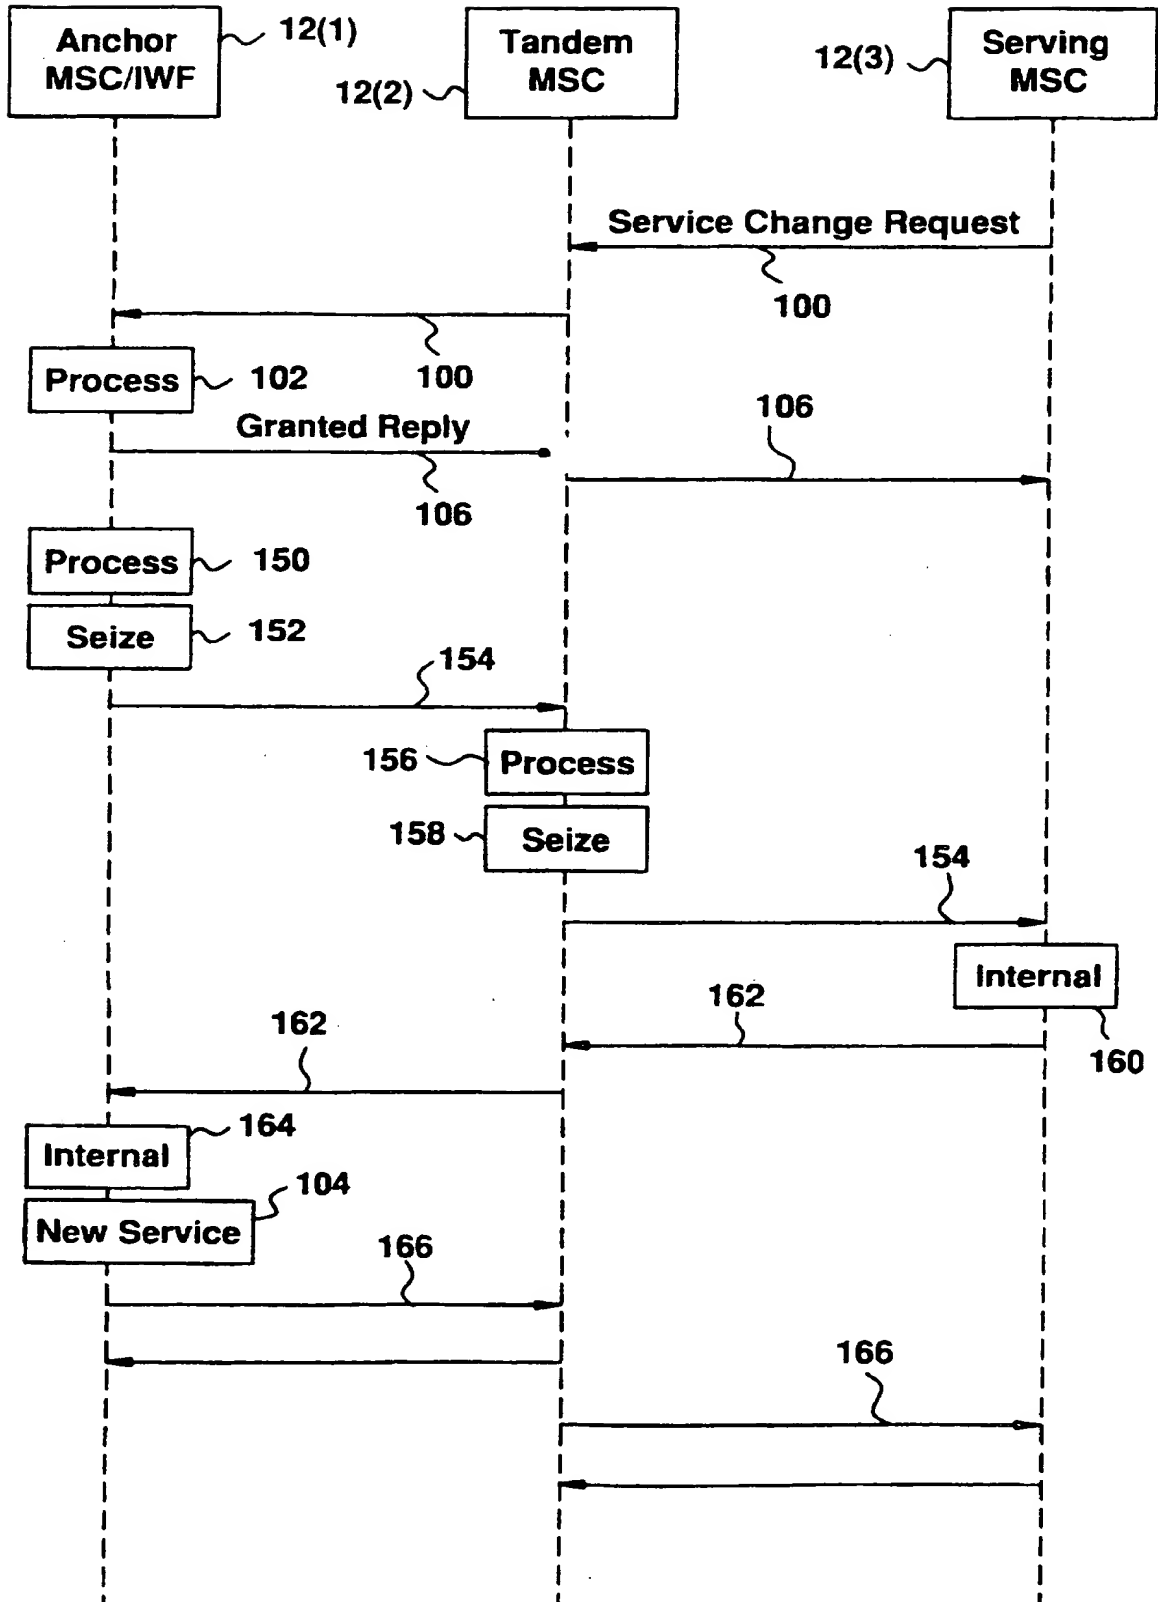 Anchor
MSC/IWF
12(1)
Tandem
MSC
12(2)
Serving
MSC
12(3)
Service Change Request
100
100
Process
102
Granted Reply
106
106
Process
150
Seize
152
154
156
Process
158
Seize
154
Internal
160
162
162
Internal
164
New Service
104
166
166